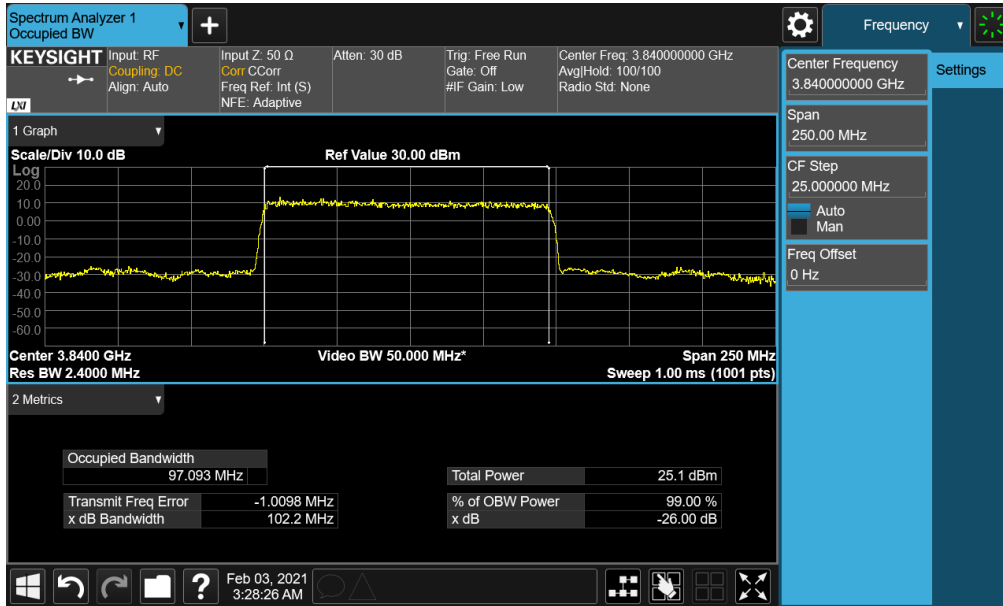 Spectrum Analyzer 1
Occupied BW
Frequency
KEYSIGHT
LXI
Input: RF
Coupling: DC
Align: Auto
Input Z: 50 Ω
Corr CCorr
Freq Ref: Int (S)
NFE: Adaptive
Atten: 30 dB
Trig: Free Run
Gate: Off
#IF Gain: Low
Center Freq: 3.840000000 GHz
Avg|Hold: 100/100
Radio Std: None
Center Frequency
3.840000000 GHz
Settings
Span
250.00 MHz
CF Step
25.000000 MHz
Auto
Man
Freq Offset
0 Hz
1 Graph
Scale/Div 10.0 dB
Ref Value 30.00 dBm
Log
20.0
10.0
0.00
-10.0
-20.0
-30.0
-40.0
-50.0
-60.0
Center 3.8400 GHz
Video BW 50.000 MHz*
Span 250 MHz
Res BW 2.4000 MHz
Sweep 1.00 ms (1001 pts)
2 Metrics
Occupied Bandwidth
97.093 MHz
Total Power 25.1 dBm
Transmit Freq Error -1.0098 MHz
% of OBW Power 99.00 %
x dB Bandwidth 102.2 MHz
x dB -26.00 dB
?
Feb 03, 2021
3:28:26 AM